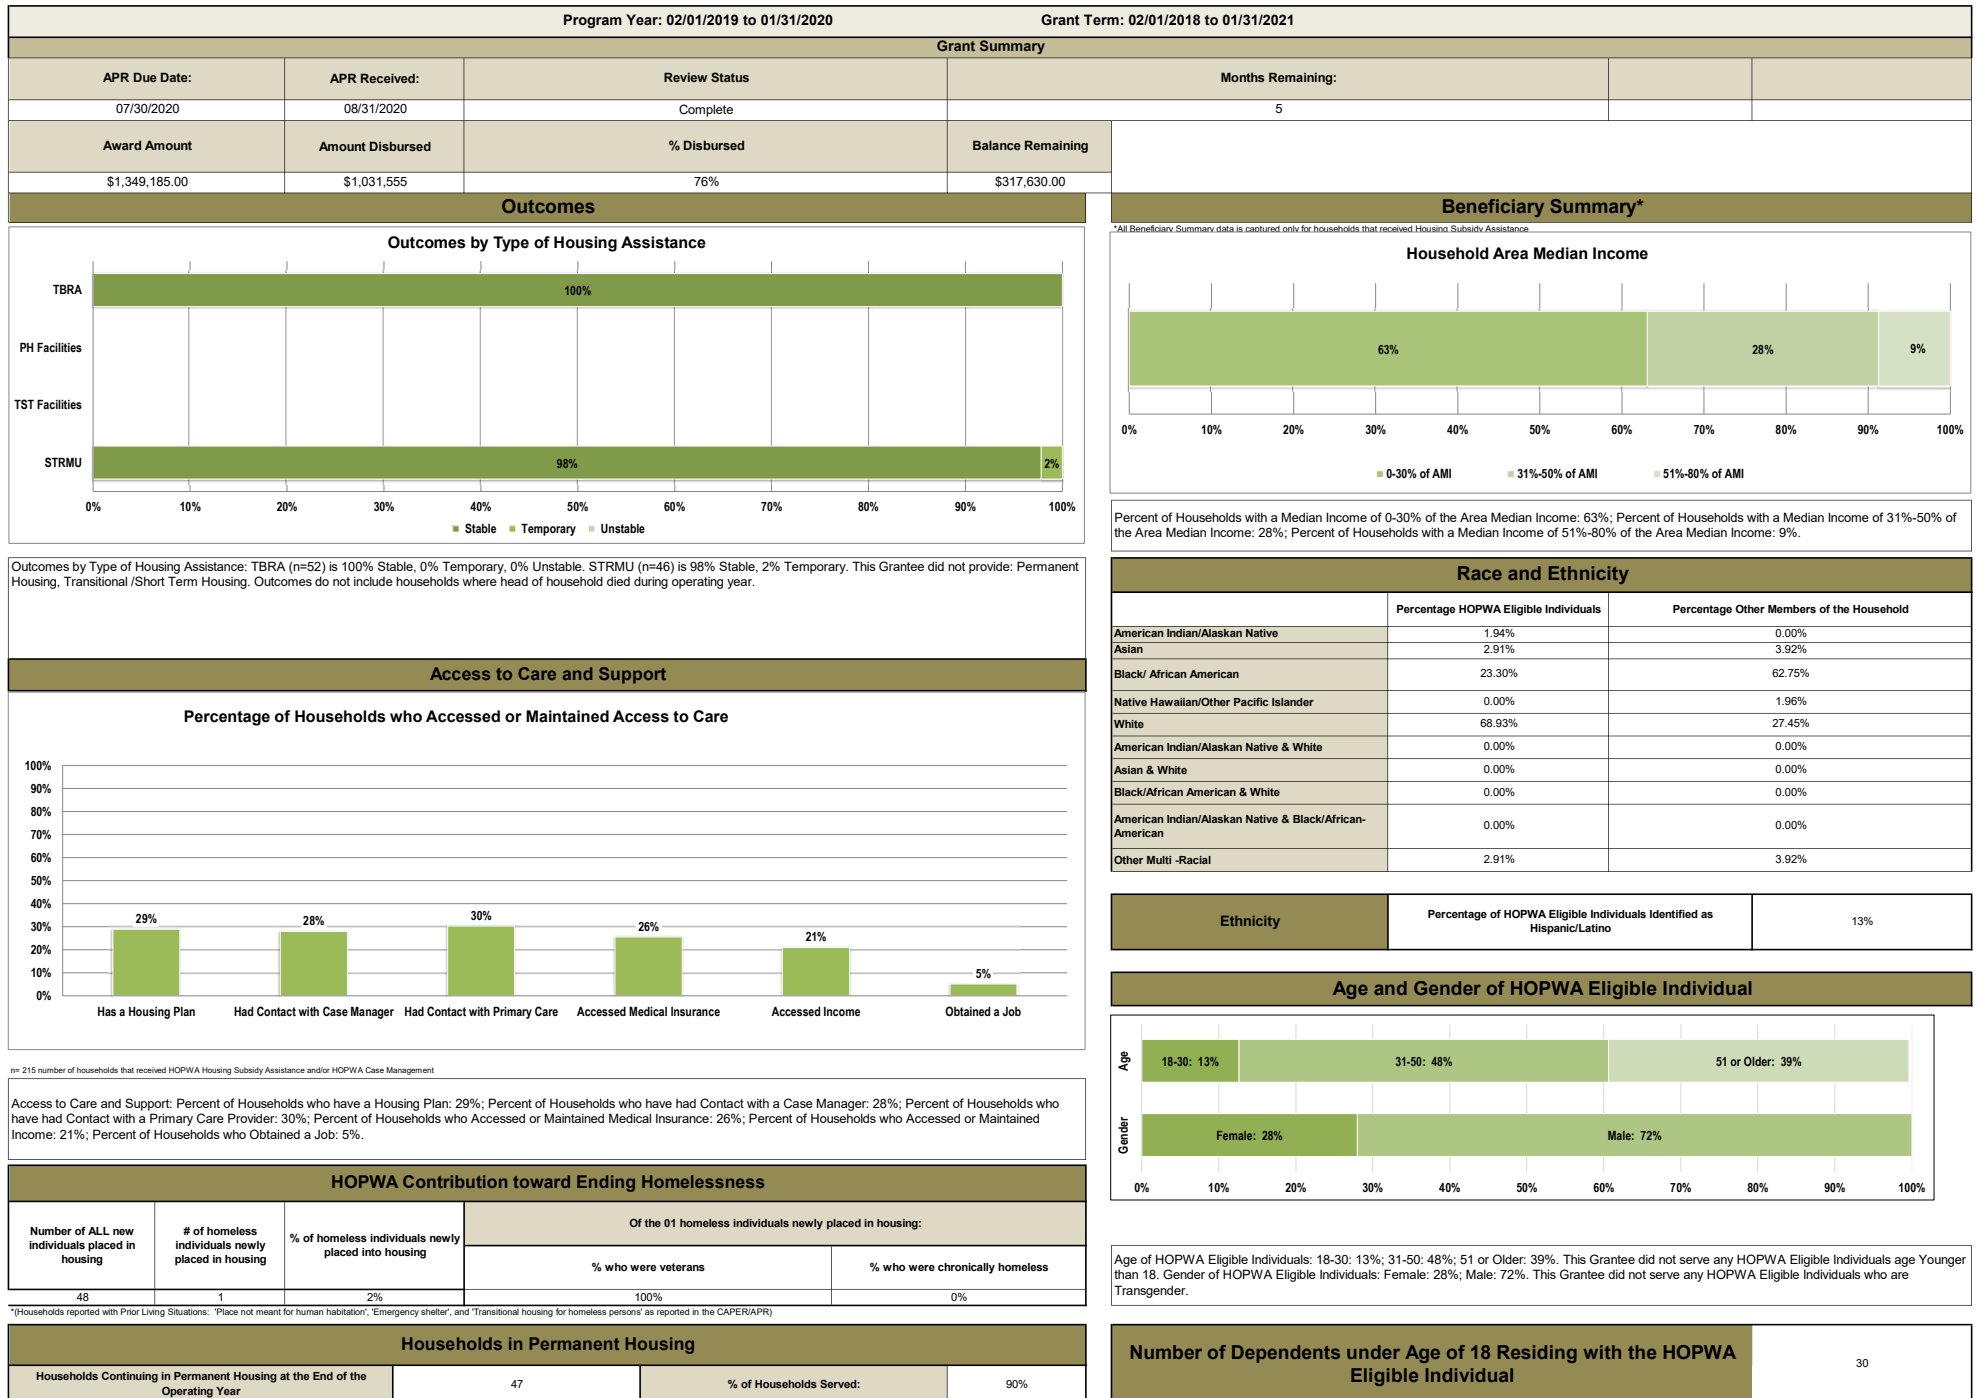 Program Year: 02/01/2019 to 01/31/2020 Grant Term: 02/01/2018 to 01/31/2021
Grant Summary
APR Due Date: APR Received: Review Status Months Remaining:
07/30/2020 08/31/2020 Complete 5
Award Amount Amount Disbursed % Disbursed Balance Remaining
$1,349,185.00 $1,031,555 76% $317,630.00
Outcomes
Outcomes by Type of Housing Assistance
TBRA 100%
PH Facilities
TST Facilities
STRMU 98% 2%
0% 10% 20% 30% 40% 50% 60% 70% 80% 90% 100%
Stable Temporary Unstable
Outcomes by Type of Housing Assistance: TBRA (n=52) is 100% Stable, 0% Temporary, 0% Unstable. STRMU (n=46) is 98% Stable, 2% Temporary. This Grantee did not provide: Permanent
Housing, Transitional /Short Term Housing. Outcomes do not include households where head of household died during operating year.
Access to Care and Support
Percentage of Households who Accessed or Maintained Access to Care
100%
90%
80%
70%
60%
50%
40%
30%
20%
10%
0%
29% 28% 30% 26% 21% 5%
Has a Housing Plan Had Contact with Case Manager Had Contact with Primary Care Accessed Medical Insurance Accessed Income Obtained a Job
n= 215 number of households that received HOPWA Housing Subsidy Assistance and/or HOPWA Case Management
Access to Care and Support: Percent of Households who have a Housing Plan: 29%; Percent of Households who have had Contact with a Case Manager: 28%; Percent of Households who
have had Contact with a Primary Care Provider: 30%; Percent of Households who Accessed or Maintained Medical Insurance: 26%; Percent of Households who Accessed or Maintained
Income: 21%; Percent of Households who Obtained a Job: 5%.
HOPWA Contribution toward Ending Homelessness
Number of ALL new
individuals placed in
housing
# of homeless
individuals newly
placed in housing
% of homeless individuals newly
placed into housing
Of the 01 homeless individuals newly placed in housing:
% who were veterans % who were chronically homeless
48 1 2% 100% 0%
*(Households reported with Prior Living Situations: 'Place not meant for human habitation', 'Emergency shelter', and 'Transitional housing for homeless persons' as reported in the CAPER/APR)
Households in Permanent Housing
Households Continuing in Permanent Housing at the End of the
Operating Year
47 % of Households Served: 90%
Beneficiary Summary*
*All Beneficiary Summary data is captured only for households that received Housing Subsidy Assistance
Household Area Median Income
63% 28% 9%
0% 10% 20% 30% 40% 50% 60% 70% 80% 90% 100%
0-30% of AMI 31%-50% of AMI 51%-80% of AMI
Percent of Households with a Median Income of 0-30% of the Area Median Income: 63%; Percent of Households with a Median Income of 31%-50% of
the Area Median Income: 28%; Percent of Households with a Median Income of 51%-80% of the Area Median Income: 9%.
Race and Ethnicity
Percentage HOPWA Eligible Individuals Percentage Other Members of the Household
American Indian/Alaskan Native 1.94% 0.00%
Asian 2.91% 3.92%
Black/ African American 23.30% 62.75%
Native Hawaiian/Other Pacific Islander 0.00% 1.96%
White 68.93% 27.45%
American Indian/Alaskan Native & White 0.00% 0.00%
Asian & White 0.00% 0.00%
Black/African American & White 0.00% 0.00%
American Indian/Alaskan Native & Black/African-
American 0.00% 0.00%
Other Multi -Racial 2.91% 3.92%
Ethnicity
Percentage of HOPWA Eligible Individuals Identified as
Hispanic/Latino
13%
Age and Gender of HOPWA Eligible Individual
Age 18-30: 13% 31-50: 48% 51 or Older: 39%
Gender Female: 28% Male: 72%
0% 10% 20% 30% 40% 50% 60% 70% 80% 90% 100%
Age of HOPWA Eligible Individuals: 18-30: 13%; 31-50: 48%; 51 or Older: 39%. This Grantee did not serve any HOPWA Eligible Individuals age Younger
than 18. Gender of HOPWA Eligible Individuals: Female: 28%; Male: 72%. This Grantee did not serve any HOPWA Eligible Individuals who are
Transgender.
Number of Dependents under Age of 18 Residing with the HOPWA
Eligible Individual
30